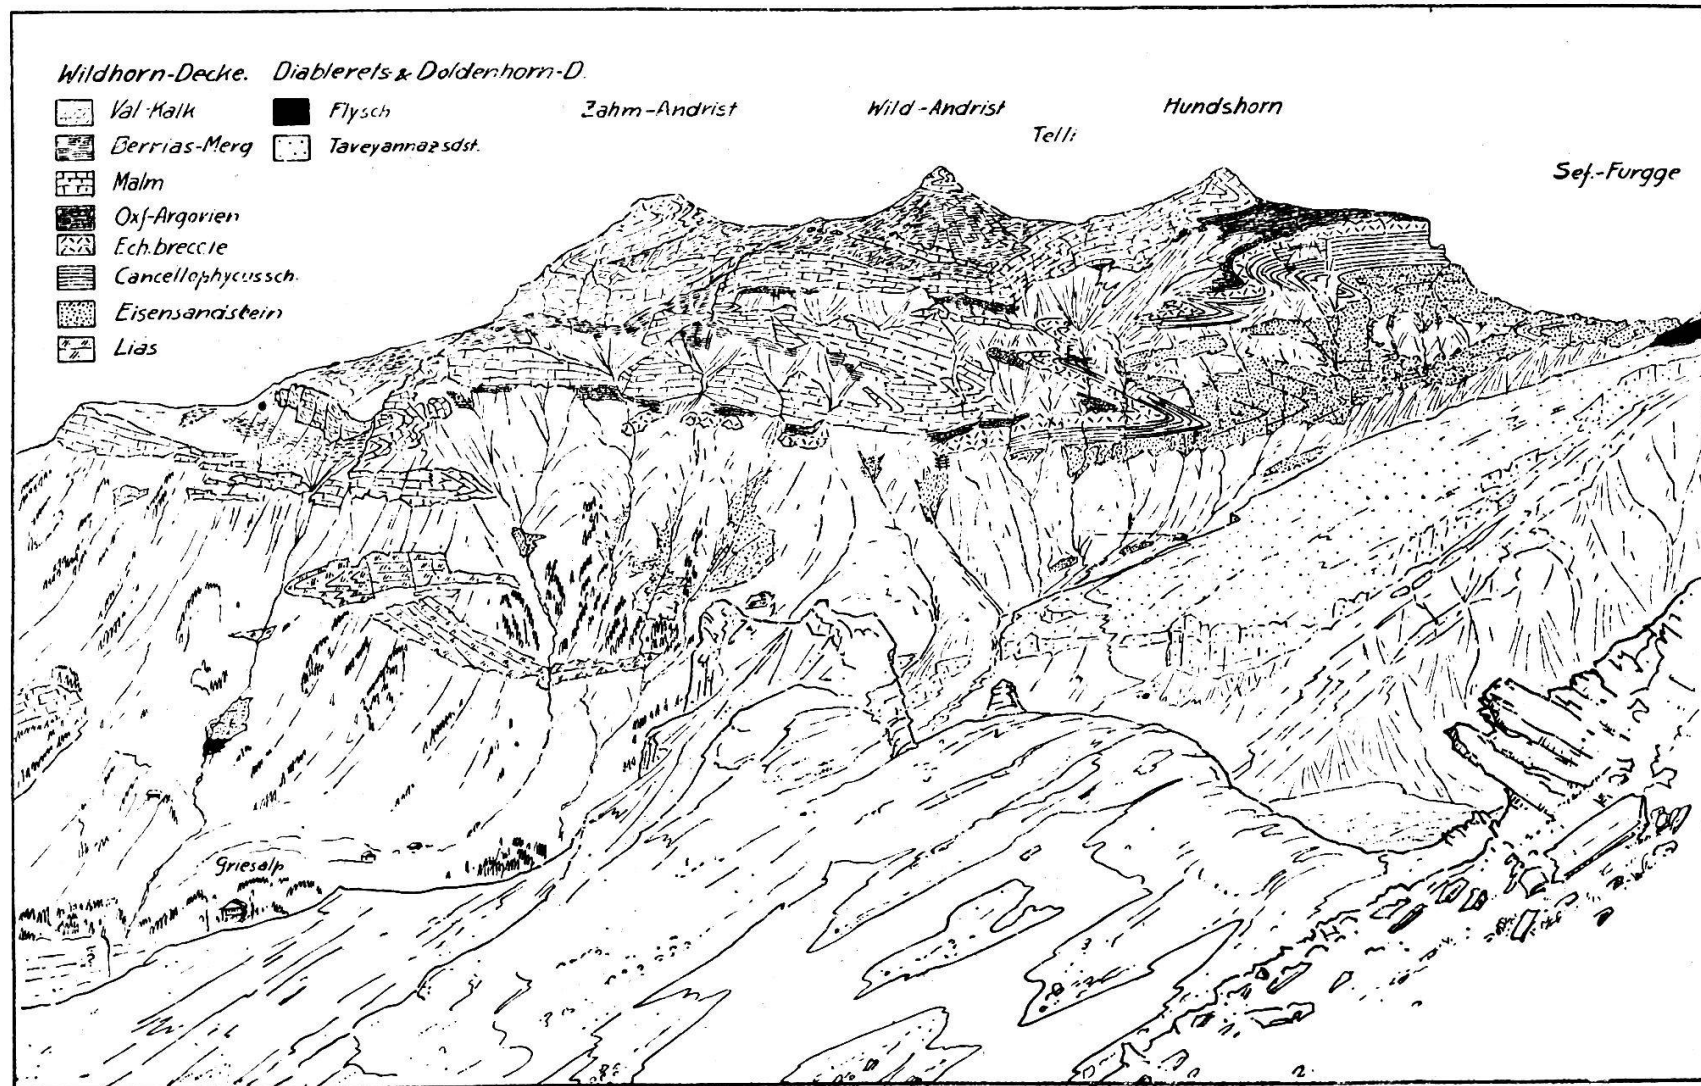 Wildhorn-Decke. Diablerets & Doldenhorn-D.
Val-Kalk
Flysch
Berrias-Merg
Taveyannazsdst.
Malm
Oxf-Argovien
Ech.breccie
Cancellophycussch.
Eisensandstein
Lias
Zahm-Andrist
Wild-Andrist
Telli
Hundshorn
Sef.-Furgge
Griesalp